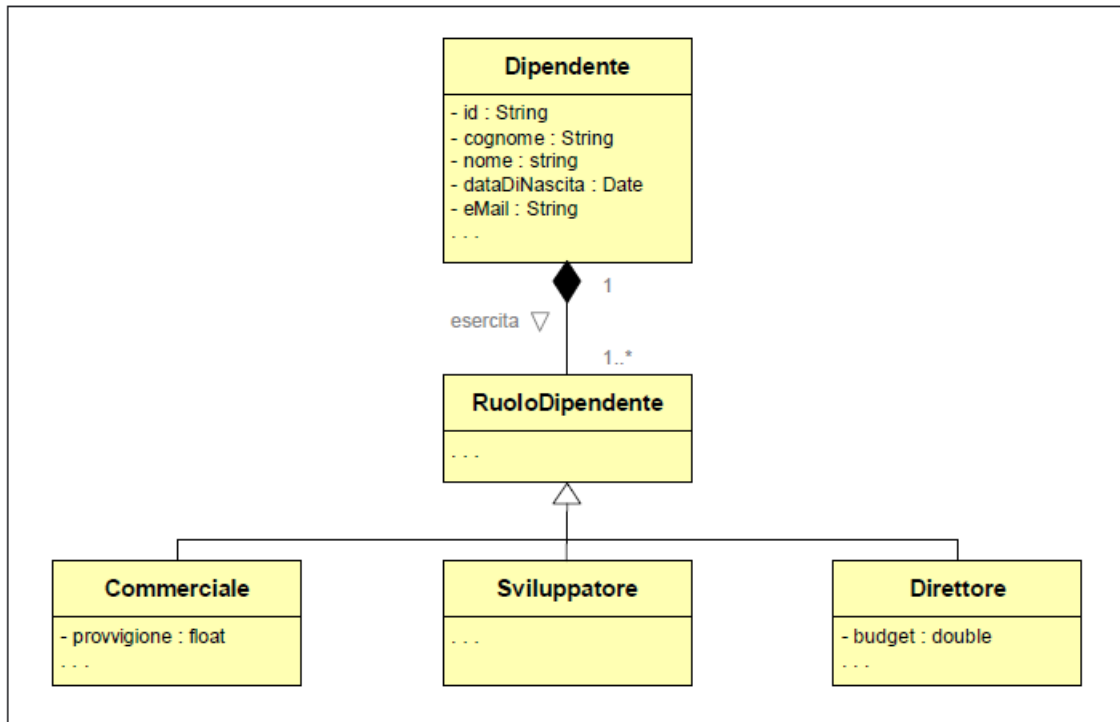 Dipendente
- id : String
- cognome : String
- nome : string
- dataDiNascita : Date
- eMail : String
. . .
1
esercita
1..*
RuoloDipendente
. . .
Commerciale
- provvigione : float
. . .
Sviluppatore
. . .
Direttore
- budget : double
. . .